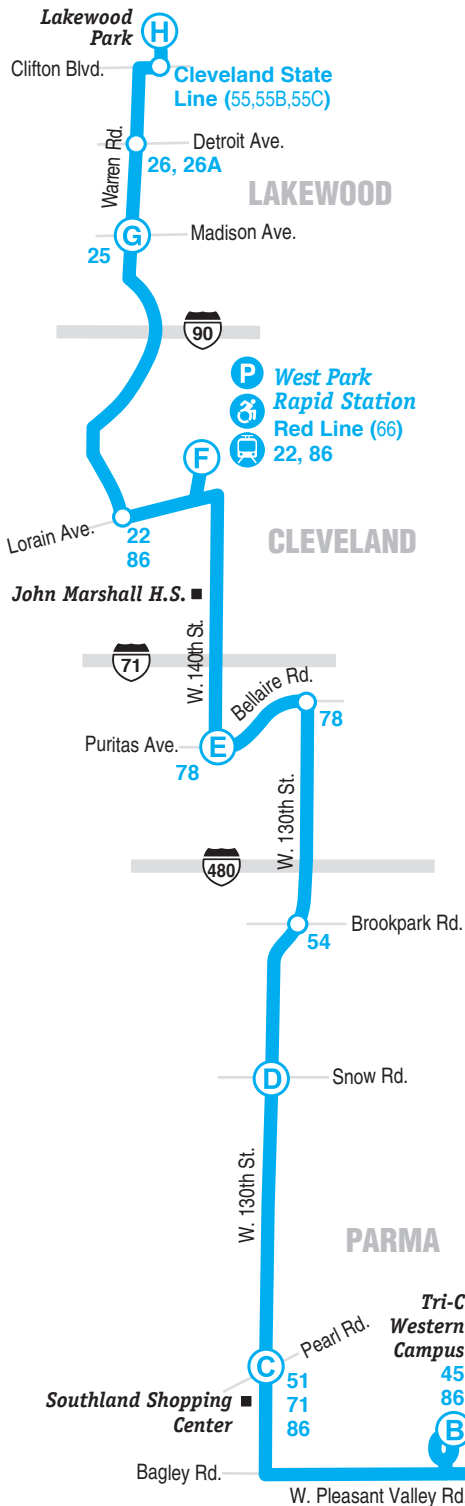 Lakewood
Park
H
Clifton Blvd.
Cleveland State
Line (55,55B,55C)
Warren Rd.
Detroit Ave.
26, 26A
LAKEWOOD
G
Madison Ave.
25
90
P
West Park
Rapid Station
Red Line (66)
22, 86
F
Lorain Ave.
22
86
CLEVELAND
John Marshall H.S.
W. 140th St.
71
Bellaire Rd.
78
Puritas Ave.
E
78
W. 130th St.
480
Brookpark Rd.
54
D
Snow Rd.
W. 130th St.
PARMA
Tri-C
Western
Campus
45
86
B
Pearl Rd.
C
51
71
86
Southland Shopping
Center
Bagley Rd.
W. Pleasant Valley Rd